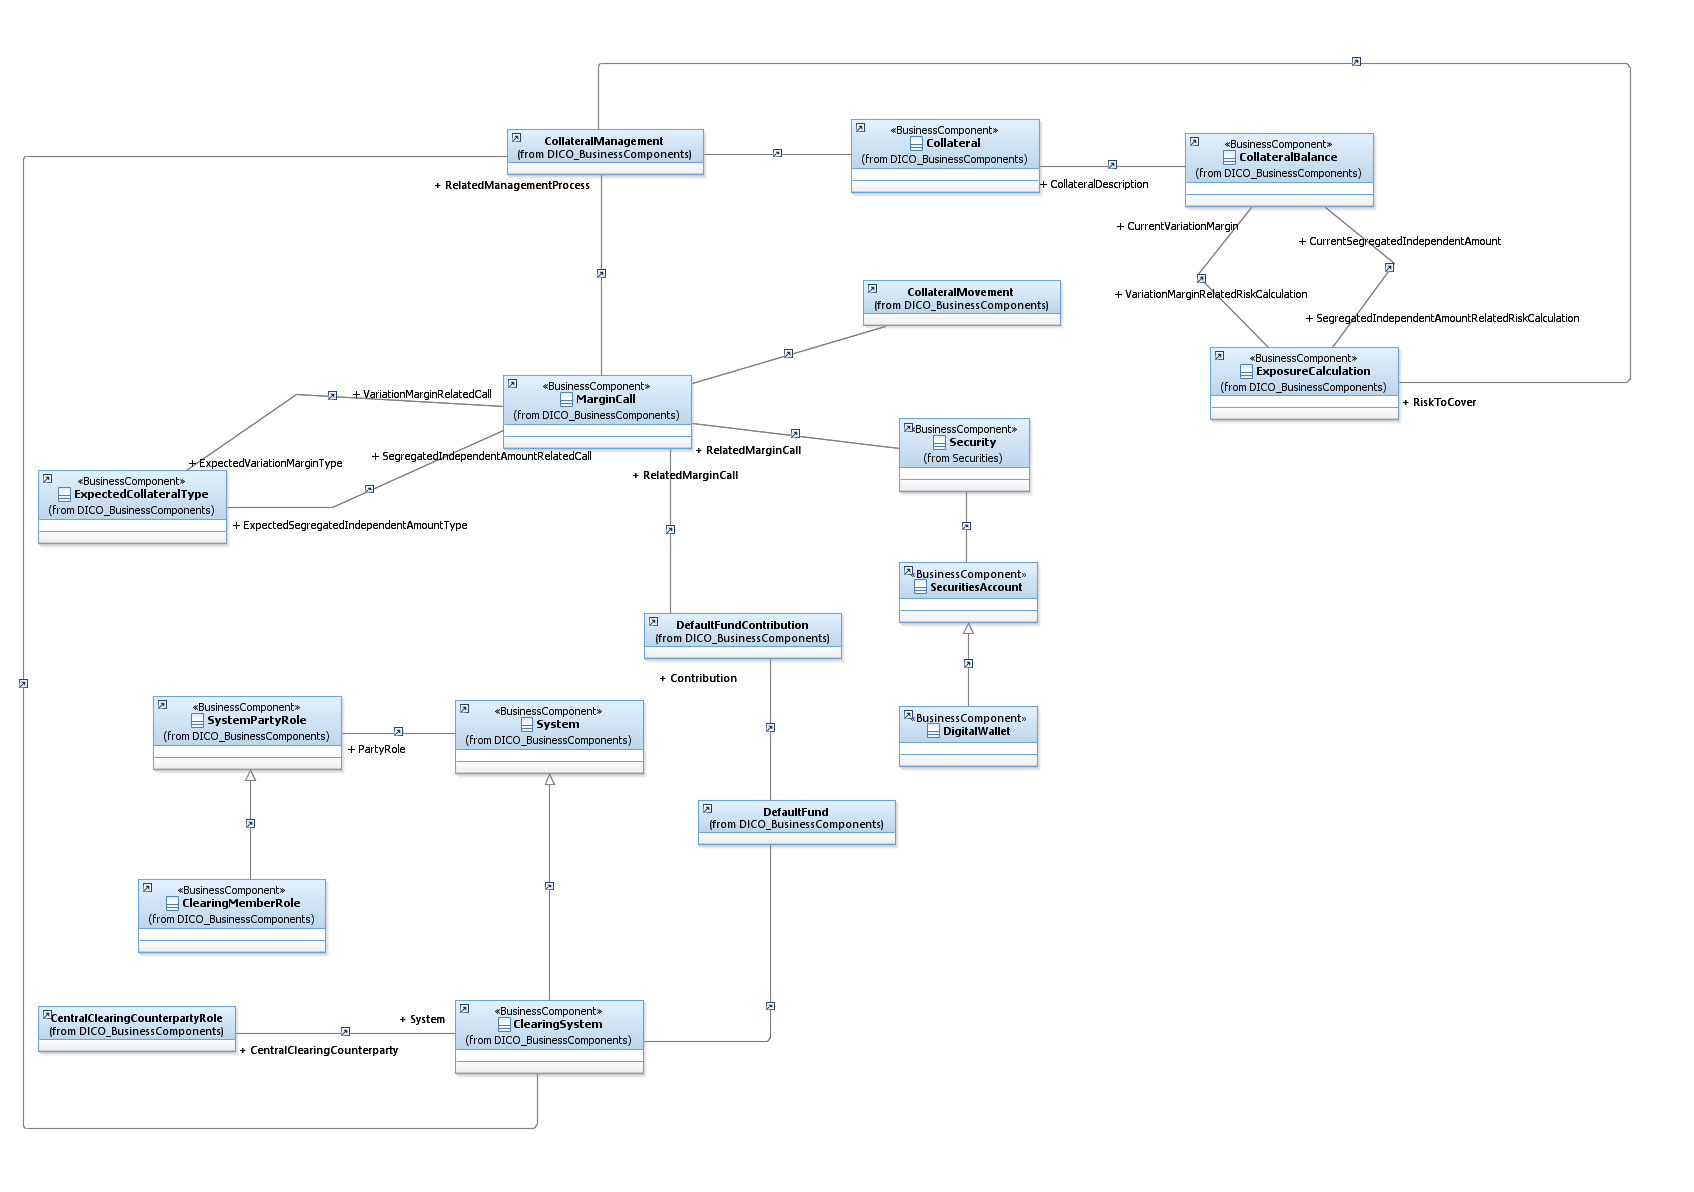 CollateralManagement
(from DICO_BusinessComponents)
+ RelatedManagementProcess
«BusinessComponent»
Collateral
(from DICO_BusinessComponents)
+ CollateralDescription
«BusinessComponent»
CollateralBalance
(from DICO_BusinessComponents)
+ CurrentVariationMargin
+ CurrentSegregatedIndependentAmount
+ VariationMarginRelatedRiskCalculation
+ SegregatedIndependentAmountRelatedRiskCalculation
CollateralMovement
(from DICO_BusinessComponents)
«BusinessComponent»
ExposureCalculation
(from DICO_BusinessComponents)
+ RiskToCover
«BusinessComponent»
MarginCall
(from DICO_BusinessComponents)
+ VariationMarginRelatedCall
+ SegregatedIndependentAmountRelatedCall
+ RelatedMarginCall
+ RelatedMarginCall
«BusinessComponent»
Security
(from Securities)
+ ExpectedVariationMarginType
«BusinessComponent»
ExpectedCollateralType
(from DICO_BusinessComponents)
+ ExpectedSegregatedIndependentAmountType
«BusinessComponent»
SecuritiesAccount
DefaultFundContribution
(from DICO_BusinessComponents)
+ Contribution
«BusinessComponent»
SystemPartyRole
(from DICO_BusinessComponents)
+ PartyRole
«BusinessComponent»
System
(from DICO_BusinessComponents)
«BusinessComponent»
DigitalWallet
DefaultFund
(from DICO_BusinessComponents)
«BusinessComponent»
ClearingMemberRole
(from DICO_BusinessComponents)
CentralClearingCounterpartyRole
(from DICO_BusinessComponents)
+ CentralClearingCounterparty
+ System
«BusinessComponent»
ClearingSystem
(from DICO_BusinessComponents)